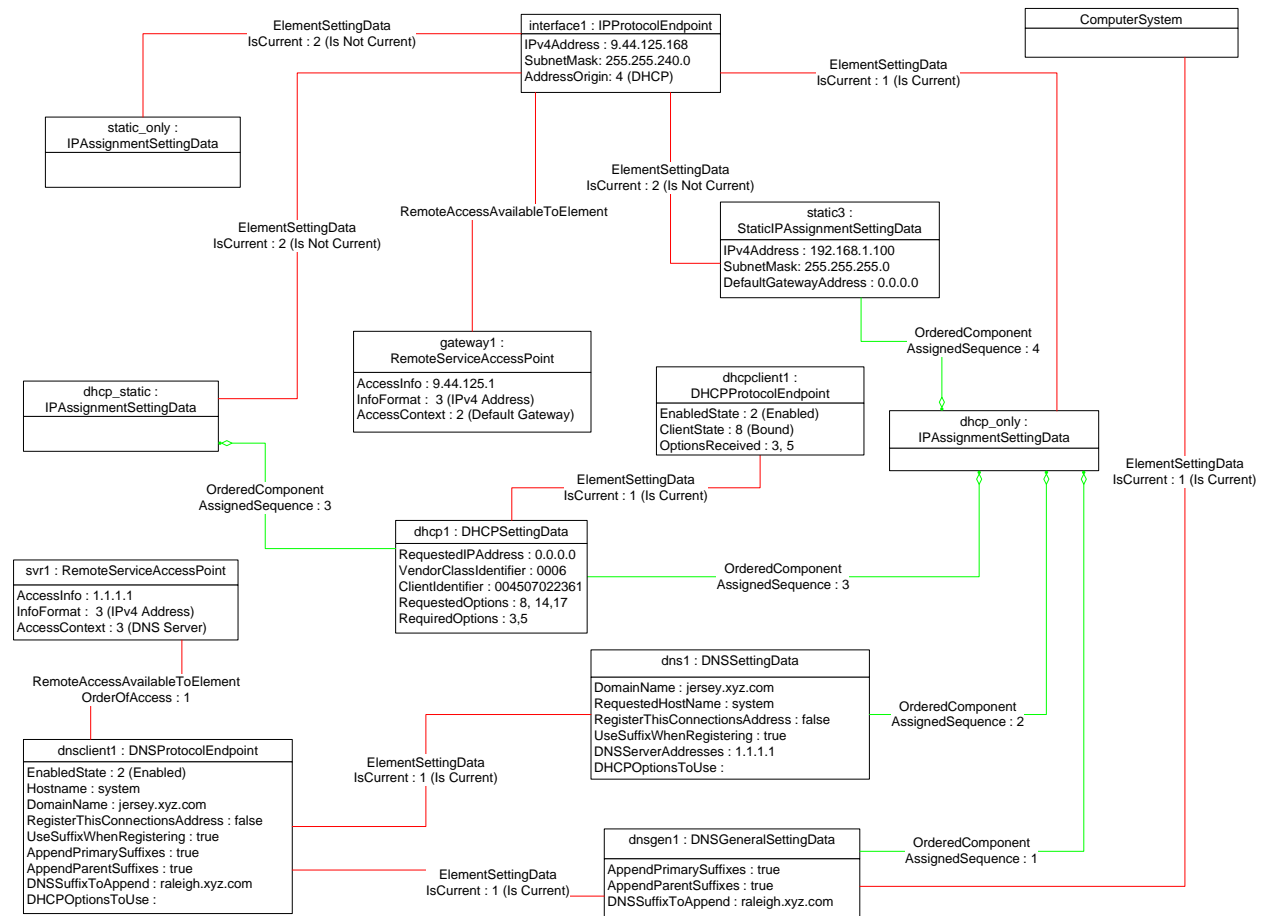 ElementSettingData
IsCurrent : 2 (Is Not Current)
interface1 : IPProtocolEndpoint
IPv4Address : 9.44.125.168
SubnetMask: 255.255.240.0
AddressOrigin: 4 (DHCP)
ComputerSystem
ElementSettingData
IsCurrent : 1 (Is Current)
static_only :
IPAssignmentSettingData
ElementSettingData
IsCurrent : 2 (Is Not Current)
RemoteAccessAvailableToElement
static3 :
StaticIPAssignmentSettingData
IPv4Address : 192.168.1.100
SubnetMask: 255.255.255.0
DefaultGatewayAddress : 0.0.0.0
ElementSettingData
IsCurrent : 2 (Is Not Current)
OrderedComponent
AssignedSequence : 4
gateway1 :
RemoteServiceAccessPoint
AccessInfo : 9.44.125.1
InfoFormat : 3 (IPv4 Address)
AccessContext : 2 (Default Gateway)
dhcpclient1 :
DHCPProtocolEndpoint
EnabledState : 2 (Enabled)
ClientState : 8 (Bound)
OptionsReceived : 3, 5
dhcp_static :
IPAssignmentSettingData
dhcp_only :
IPAssignmentSettingData
ElementSettingData
IsCurrent : 1 (Is Current)
ElementSettingData
IsCurrent : 1 (Is Current)
OrderedComponent
AssignedSequence : 3
dhcp1 : DHCPSettingData
RequestedIPAddress : 0.0.0.0
VendorClassIdentifier : 0006
ClientIdentifier : 004507022361
RequestedOptions : 8, 14,17
RequiredOptions : 3,5
OrderedComponent
AssignedSequence : 3
svr1 : RemoteServiceAccessPoint
AccessInfo : 1.1.1.1
InfoFormat : 3 (IPv4 Address)
AccessContext : 3 (DNS Server)
RemoteAccessAvailableToElement
OrderOfAccess : 1
dns1 : DNSSettingData
DomainName : jersey.xyz.com
RequestedHostName : system
RegisterThisConnectionsAddress : false
UseSuffixWhenRegistering : true
DNSServerAddresses : 1.1.1.1
DHCPOptionsToUse :
OrderedComponent
AssignedSequence : 2
dnsclient1 : DNSProtocolEndpoint
EnabledState : 2 (Enabled)
Hostname : system
DomainName : jersey.xyz.com
RegisterThisConnectionsAddress : false
UseSuffixWhenRegistering : true
AppendPrimarySuffixes : true
AppendParentSuffixes : true
DNSSuffixToAppend : raleigh.xyz.com
DHCPOptionsToUse :
ElementSettingData
IsCurrent : 1 (Is Current)
dnsgen1 : DNSGeneralSettingData
AppendPrimarySuffixes : true
AppendParentSuffixes : true
DNSSuffixToAppend : raleigh.xyz.com
OrderedComponent
AssignedSequence : 1
ElementSettingData
IsCurrent : 1 (Is Current)